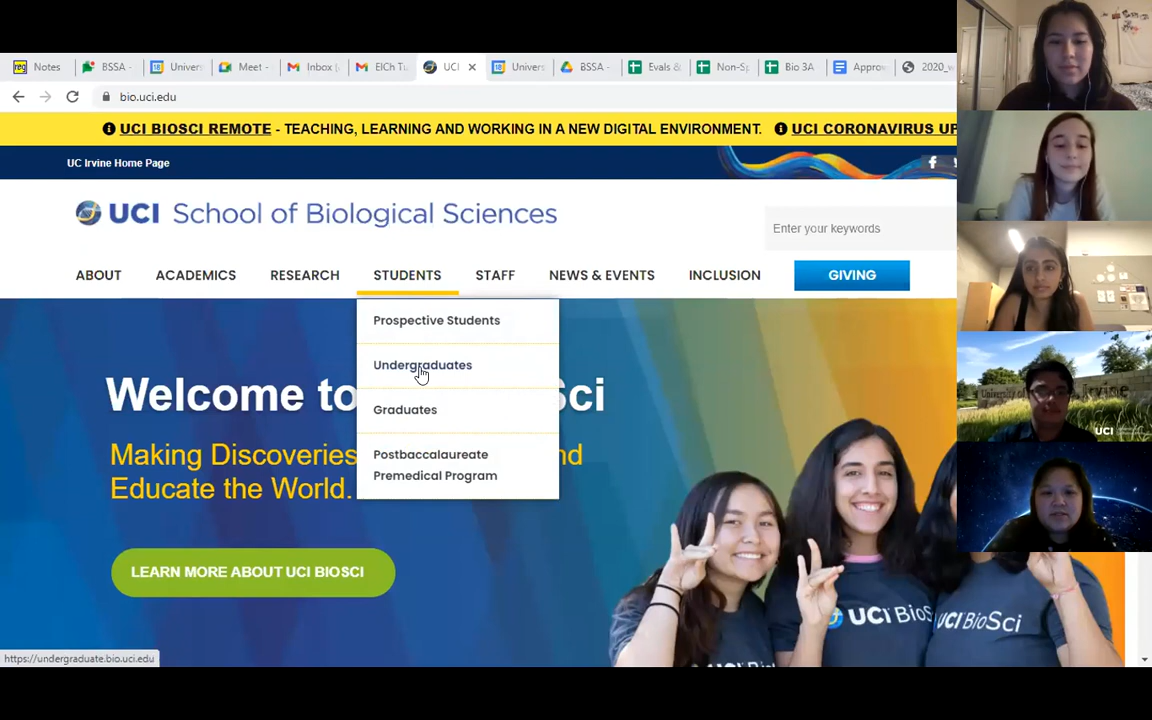 Notes
BSSA -
Univer
Meet -
Inbox (
EICh Tu
UCI
Univers
BSSA -
Evals &
Non-Sp
Bio 3A
Approv
2020_w
bio.uci.edu
UCI BIOSCI REMOTE - TEACHING, LEARNING AND WORKING IN A NEW DIGITAL ENVIRONMENT. UCI CORONAVIRUS UP
UC Irvine Home Page
UCI School of Biological Sciences
Enter your keywords
ABOUT ACADEMICS RESEARCH STUDENTS STAFF NEWS & EVENTS INCLUSION GIVING
Prospective Students
Undergraduates
Graduates
Postbaccalaureate
Premedical Program
Welcome to Sci
Making Discoveries nd
Educate the World.
LEARN MORE ABOUT UCI BIOSCI
UCI BioS
UCI BioSci
https://undergraduate.bio.uci.edu
UCI